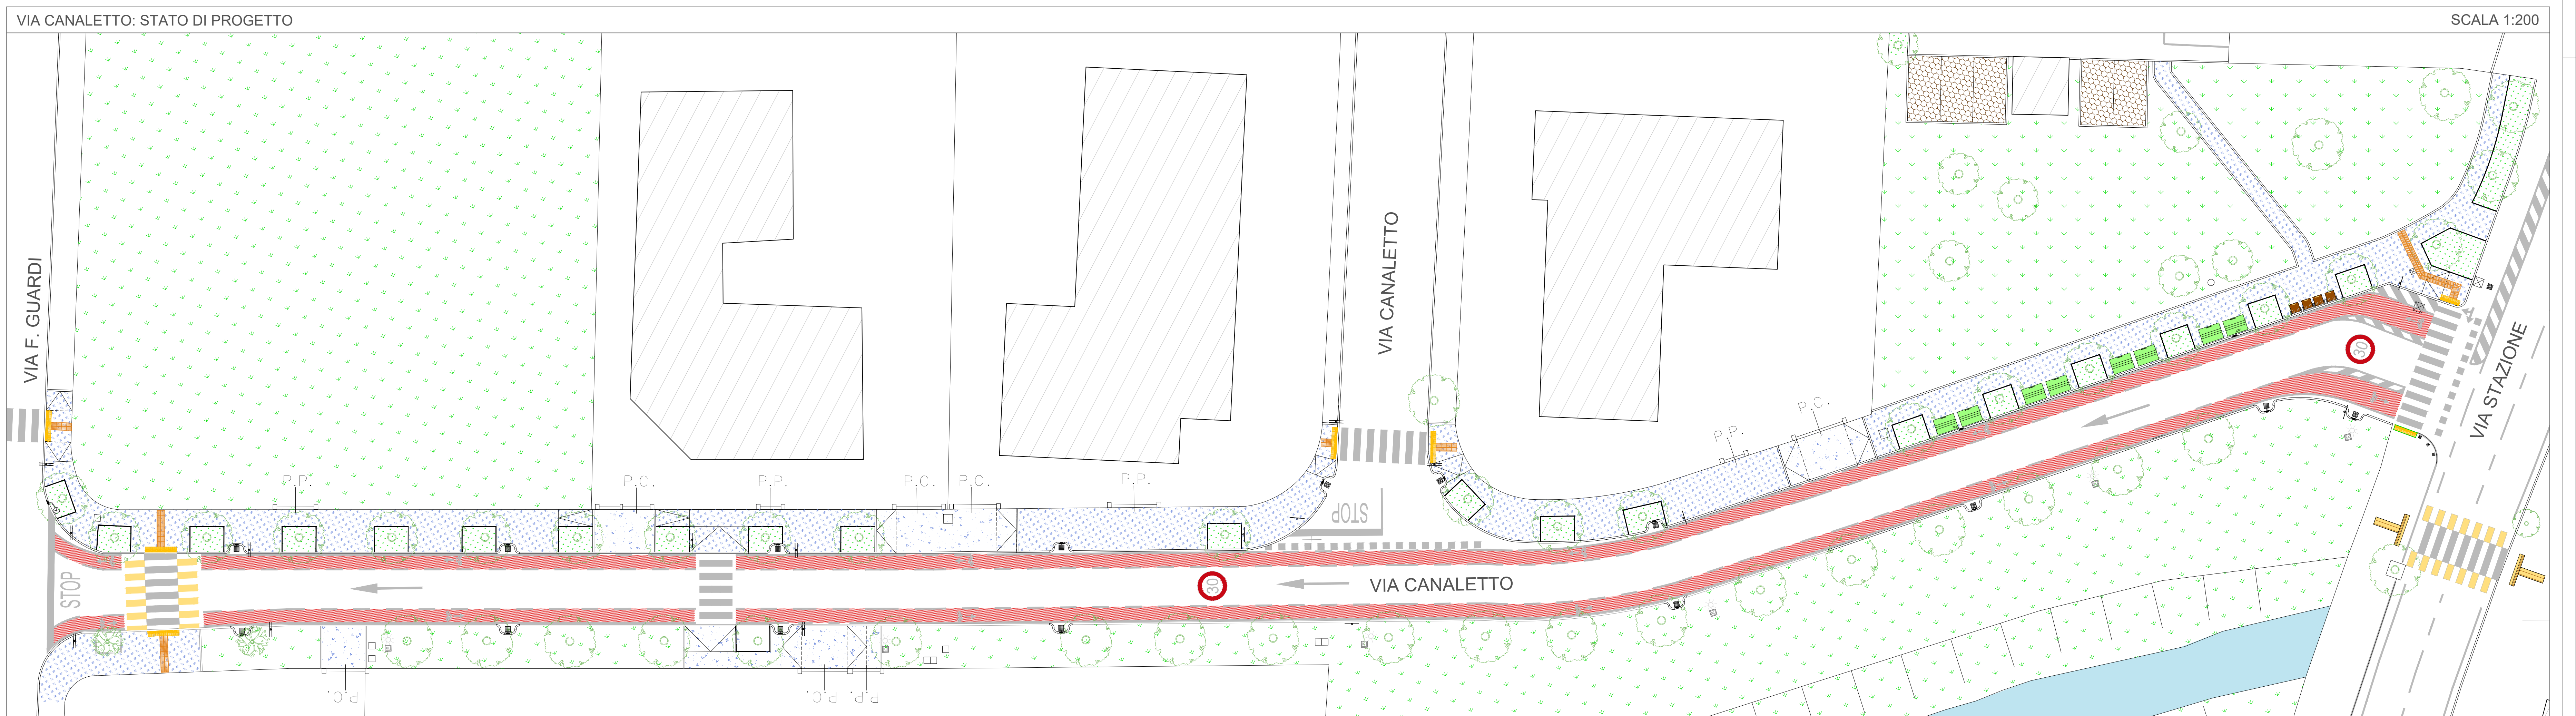 VIA CANALETTO: STATO DI PROGETTO
SCALA 1:200
VIA F. GUARDI
VIA CANALETTO
VIA STAZIONE
30
P.C.
P.P.
P.P.
P.C.
P.P.
P.C.
P.C.
P.P.
STOP
STOP
30
VIA CANALETTO
P.C.
P.C.
P.P.